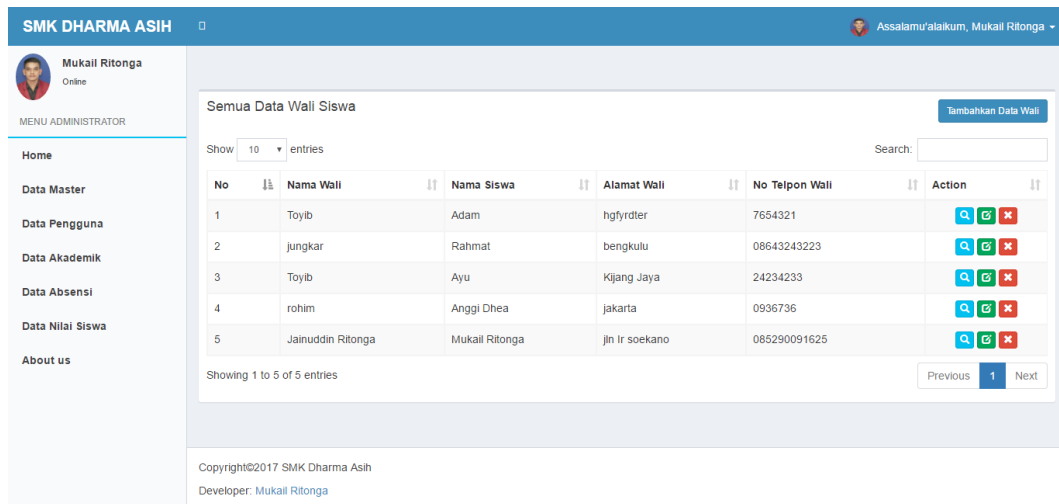 SMK DHARMA ASIH
Assalamu'alaikum, Mukail Ritonga
Mukail Ritonga
Online
MENU ADMINISTRATOR
Home
Data Master
Data Pengguna
Data Akademik
Data Absensi
Data Nilai Siswa
About us
Semua Data Wali Siswa
Tambahkan Data Wali
Show 10 entries
Search:
No Nama Wali Nama Siswa Alamat Wali No Telpon Wali Action
1 Toyib Adam hgfyrdter 7654321
2 jungkar Rahmat bengkulu 08643243223
3 Toyib Ayu Kijang Jaya 24234233
4 rohim Anggi Dhea jakarta 0936736
5 Jainuddin Ritonga Mukail Ritonga jln Ir soekano 085290091625
Showing 1 to 5 of 5 entries
Previous 1 Next
Copyright©2017 SMK Dharma Asih
Developer: Mukail Ritonga